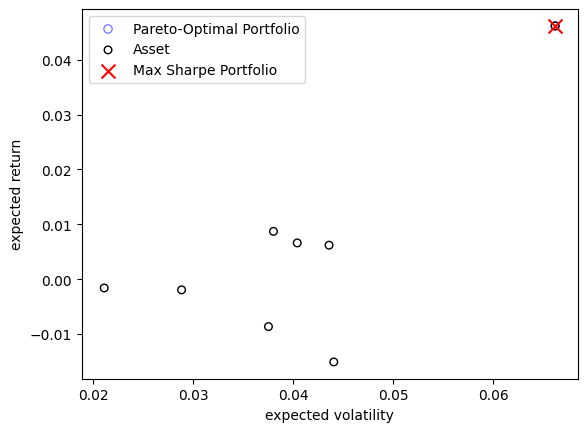 Pareto-Optimal Portfolio
Asset
Max Sharpe Portfolio
expected return
0.04
0.03
0.02
0.01
0.00
−0.01
0.02 0.03 0.04 0.05 0.06
expected volatility